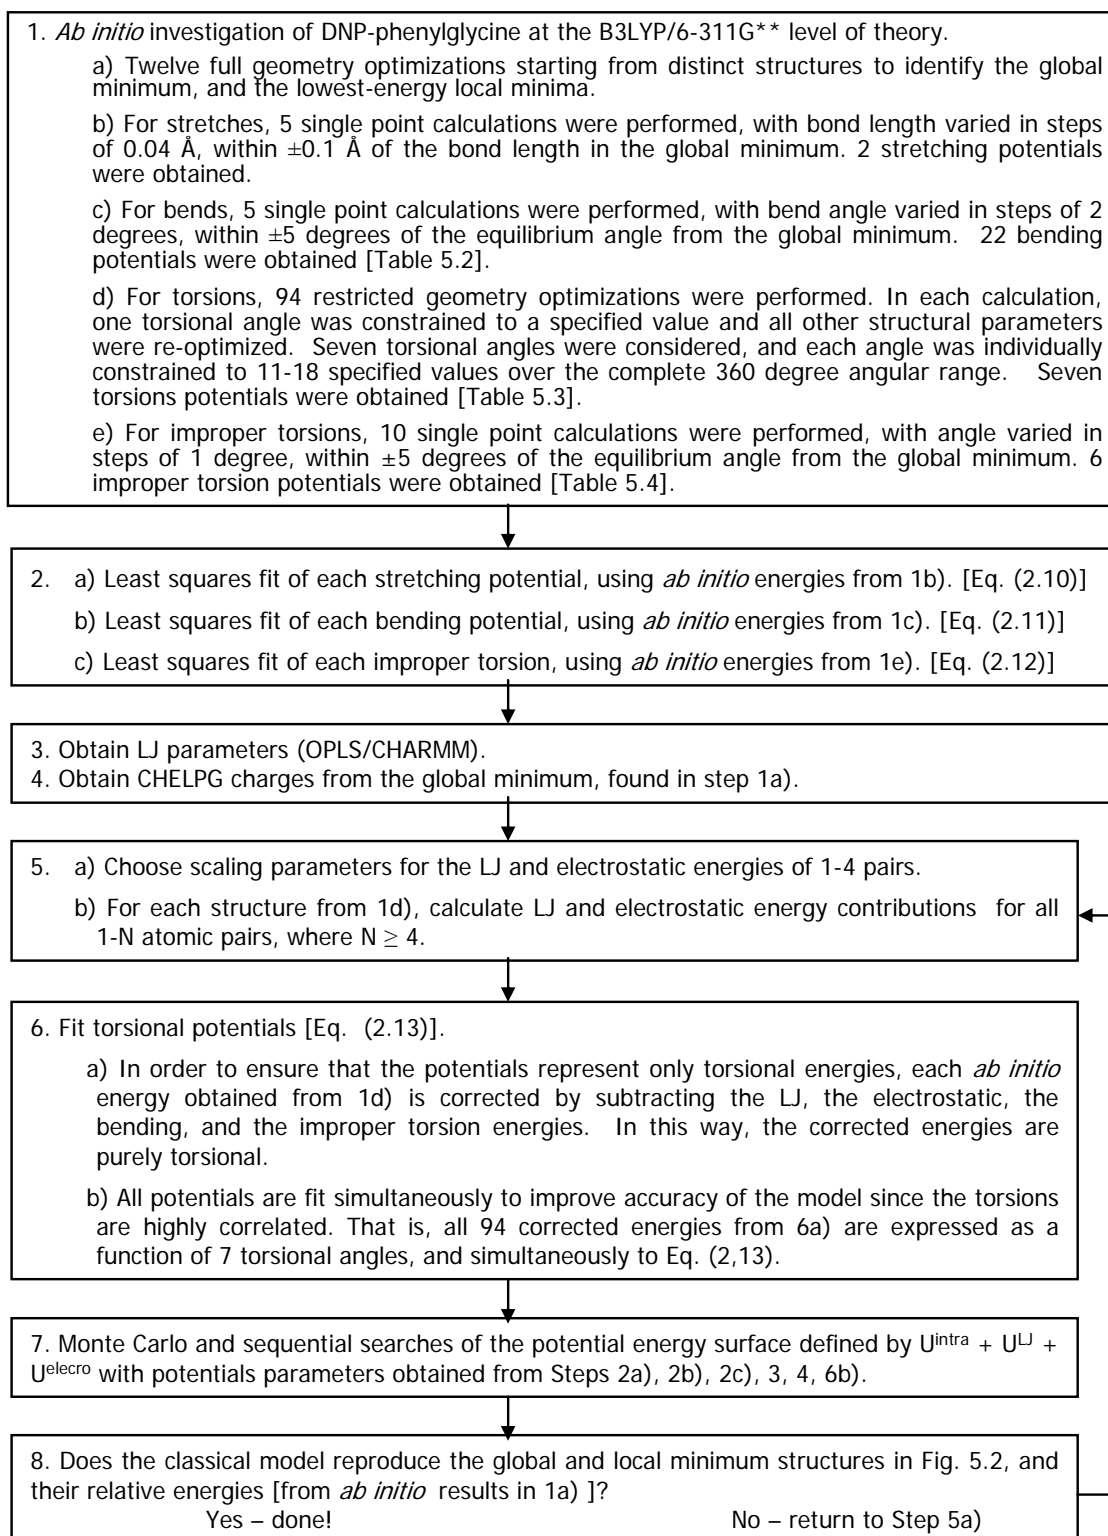 1. Ab initio investigation of DNP-phenylglycine at the B3LYP/6-311G** level of theory.
a) Twelve full geometry optimizations starting from distinct structures to identify the global
minimum, and the lowest-energy local minima.
b) For stretches, 5 single point calculations were performed, with bond length varied in steps
of 0.04 Å, within ±0.1 Å of the bond length in the global minimum. 2 stretching potentials
were obtained.
c) For bends, 5 single point calculations were performed, with bend angle varied in steps of 2
degrees, within ±5 degrees of the equilibrium angle from the global minimum. 22 bending
potentials were obtained [Table 5.2].
d) For torsions, 94 restricted geometry optimizations were performed. In each calculation,
one torsional angle was constrained to a specified value and all other structural parameters
were re-optimized. Seven torsional angles were considered, and each angle was individually
constrained to 11-18 specified values over the complete 360 degree angular range. Seven
torsions potentials were obtained [Table 5.3].
e) For improper torsions, 10 single point calculations were performed, with angle varied in
steps of 1 degree, within ±5 degrees of the equilibrium angle from the global minimum. 6
improper torsion potentials were obtained [Table 5.4].
2. a) Least squares fit of each stretching potential, using ab initio energies from 1b). [Eq. (2.10)]
b) Least squares fit of each bending potential, using ab initio energies from 1c). [Eq. (2.11)]
c) Least squares fit of each improper torsion, using ab initio energies from 1e). [Eq. (2.12)]
3. Obtain LJ parameters (OPLS/CHARMM).
4. Obtain CHELPG charges from the global minimum, found in step 1a).
5. a) Choose scaling parameters for the LJ and electrostatic energies of 1-4 pairs.
b) For each structure from 1d), calculate LJ and electrostatic energy contributions for all
1-N atomic pairs, where N ≥ 4.
6. Fit torsional potentials [Eq. (2.13)].
a) In order to ensure that the potentials represent only torsional energies, each ab initio
energy obtained from 1d) is corrected by subtracting the LJ, the electrostatic, the
bending, and the improper torsion energies. In this way, the corrected energies are
purely torsional.
b) All potentials are fit simultaneously to improve accuracy of the model since the torsions
are highly correlated. That is, all 94 corrected energies from 6a) are expressed as a
function of 7 torsional angles, and simultaneously to Eq. (2,13).
7. Monte Carlo and sequential searches of the potential energy surface defined by U^intra + U^LJ +
U^elecro with potentials parameters obtained from Steps 2a), 2b), 2c), 3, 4, 6b).
8. Does the classical model reproduce the global and local minimum structures in Fig. 5.2, and
their relative energies [from ab initio results in 1a) ]?
Yes – done! No – return to Step 5a)